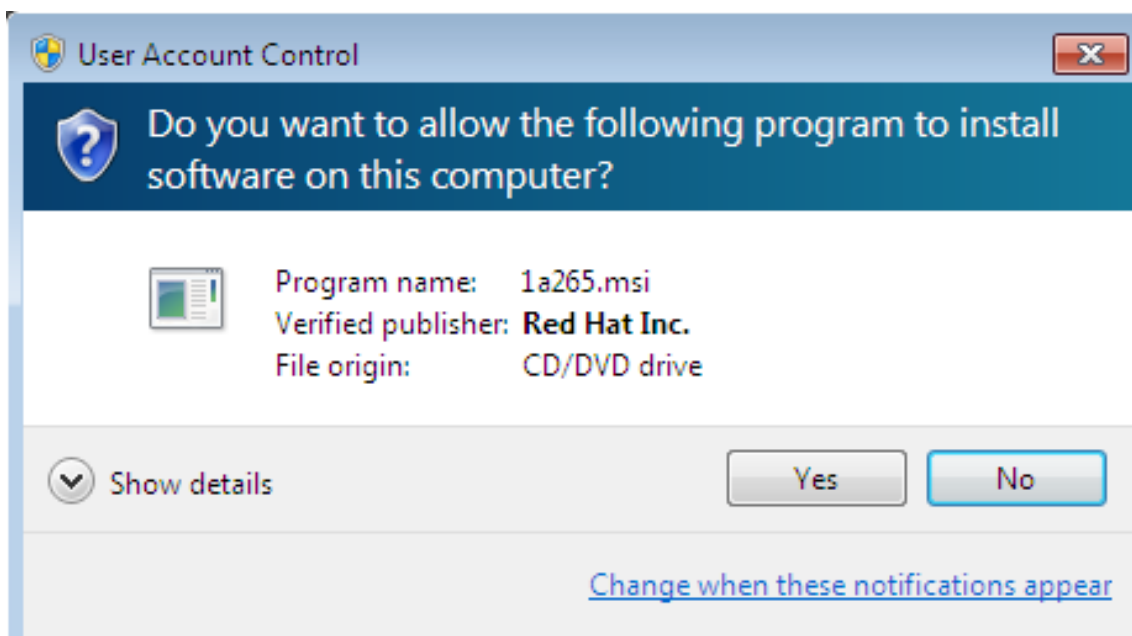 User Account Control
Do you want to allow the following program to install
software on this computer?
Program name: 1a265.msi
Verified publisher: Red Hat Inc.
File origin: CD/DVD drive
Show details
Yes
No
Change when these notifications appear